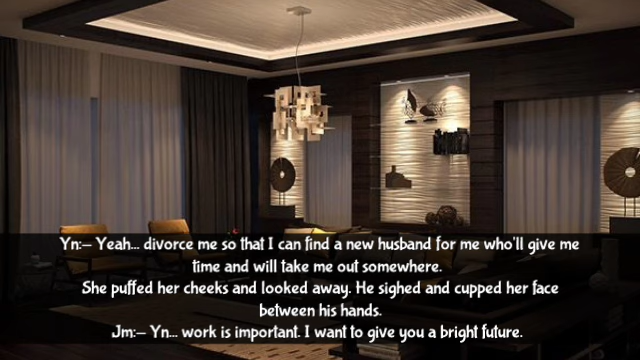 Yn:– Yeah... divorce me so that I can find a new husband for me who'll give me
time and will take me out somewhere.
She puffed her cheeks and looked away. He sighed and cupped her face
between his hands.
Jm:– Yn... work is important. I want to give you a bright future.